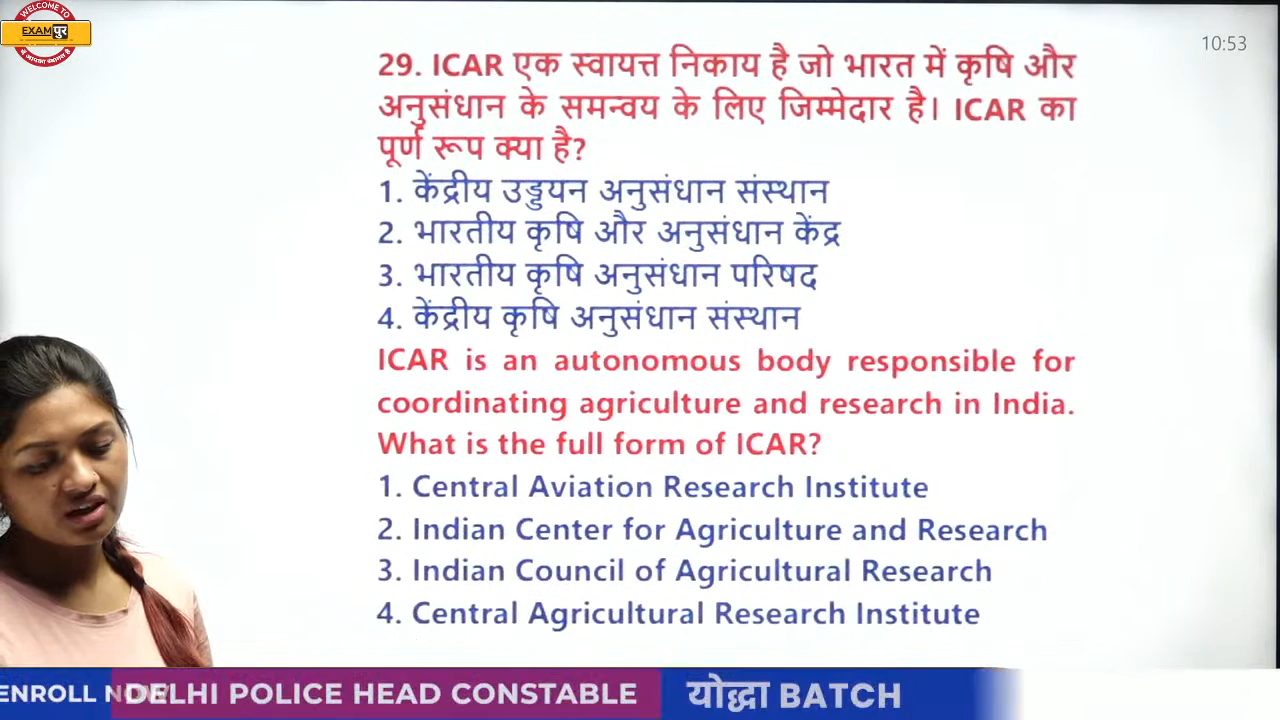 WELCOME TO
EXAMपुर
10:53
29. ICAR एक स्वायत्त निकाय है जो भारत में कृषि और
अनुसंधान के समन्वय के लिए जिम्मेदार है। ICAR का
पूर्ण रूप क्या है?
1. केंद्रीय उड्डयन अनुसंधान संस्थान
2. भारतीय कृषि और अनुसंधान केंद्र
3. भारतीय कृषि अनुसंधान परिषद
4. केंद्रीय कृषि अनुसंधान संस्थान
ICAR is an autonomous body responsible for
coordinating agriculture and research in India.
What is the full form of ICAR?
1. Central Aviation Research Institute
2. Indian Center for Agriculture and Research
3. Indian Council of Agricultural Research
4. Central Agricultural Research Institute
ENROLL NOW DELHI POLICE HEAD CONSTABLE योद्धा BATCH